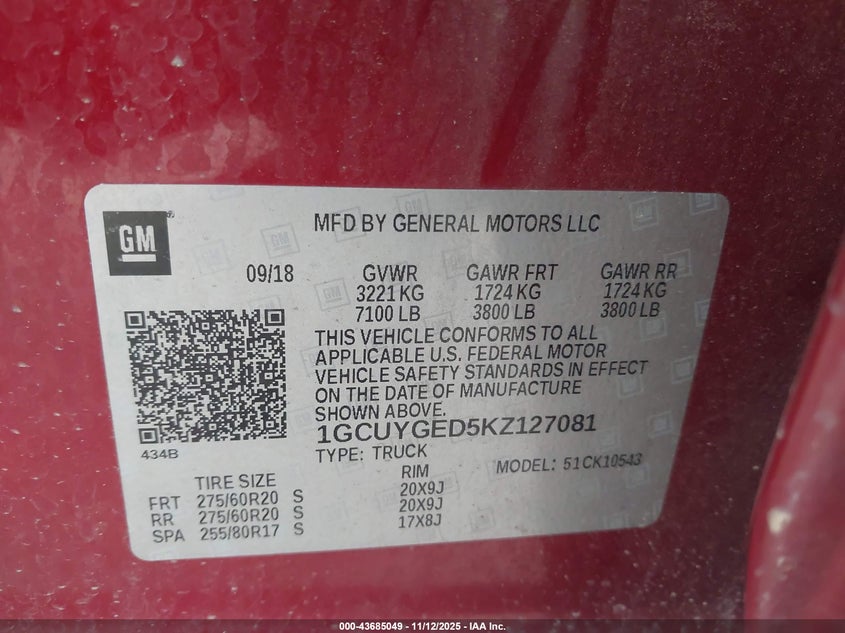 GM
MFD BY GENERAL MOTORS LLC
09/18 GVWR GAWR FRT GAWR RR
3221 KG 1724 KG 1724 KG
7100 LB 3800 LB 3800 LB
THIS VEHICLE CONFORMS TO ALL
APPLICABLE U.S. FEDERAL MOTOR
VEHICLE SAFETY STANDARDS IN EFFECT
ON THE DATE OF MANUFACTURE
SHOWN ABOVE.
1GCUYGED5KZ127081
434B
TYPE: TRUCK MODEL: 51CK10543
TIRE SIZE RIM
FRT 275/60R20 S 20X9J
RR 275/60R20 S 20X9J
SPA 255/80R17 S 17X8J
000-43685049 - 11/12/2025 - IAA Inc.